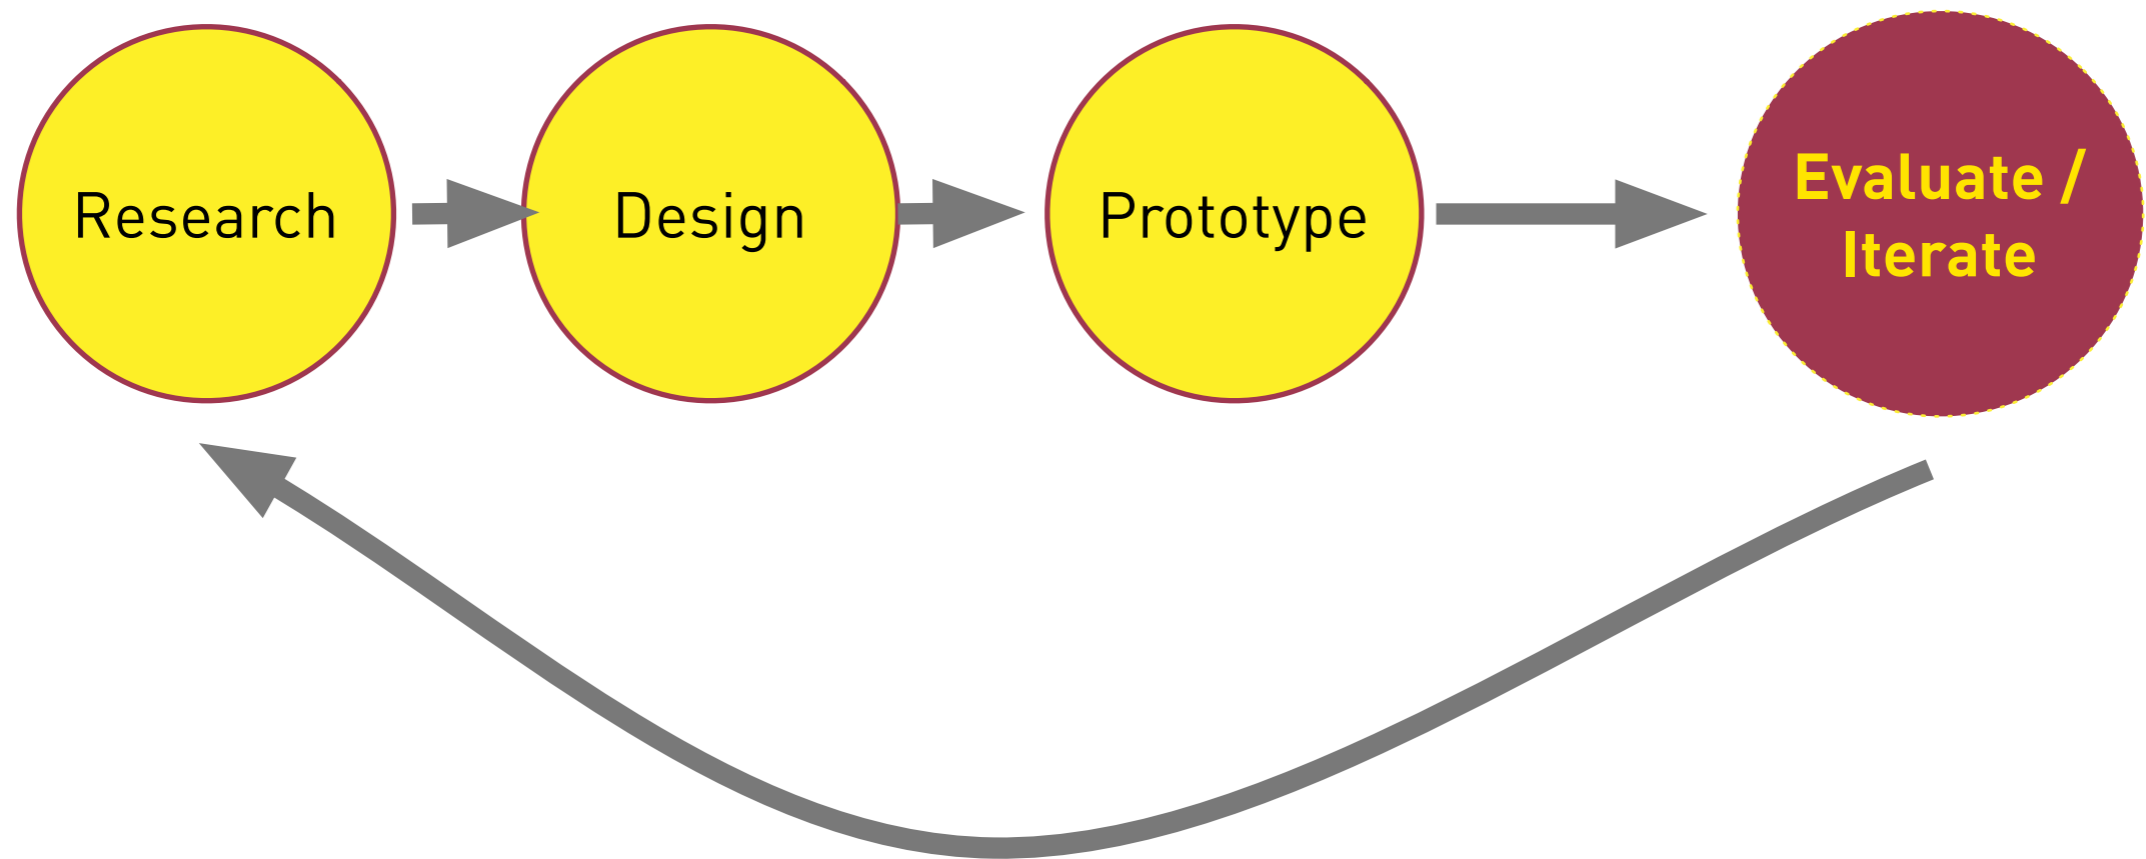 Research
Design
Prototype
Evaluate /
Iterate